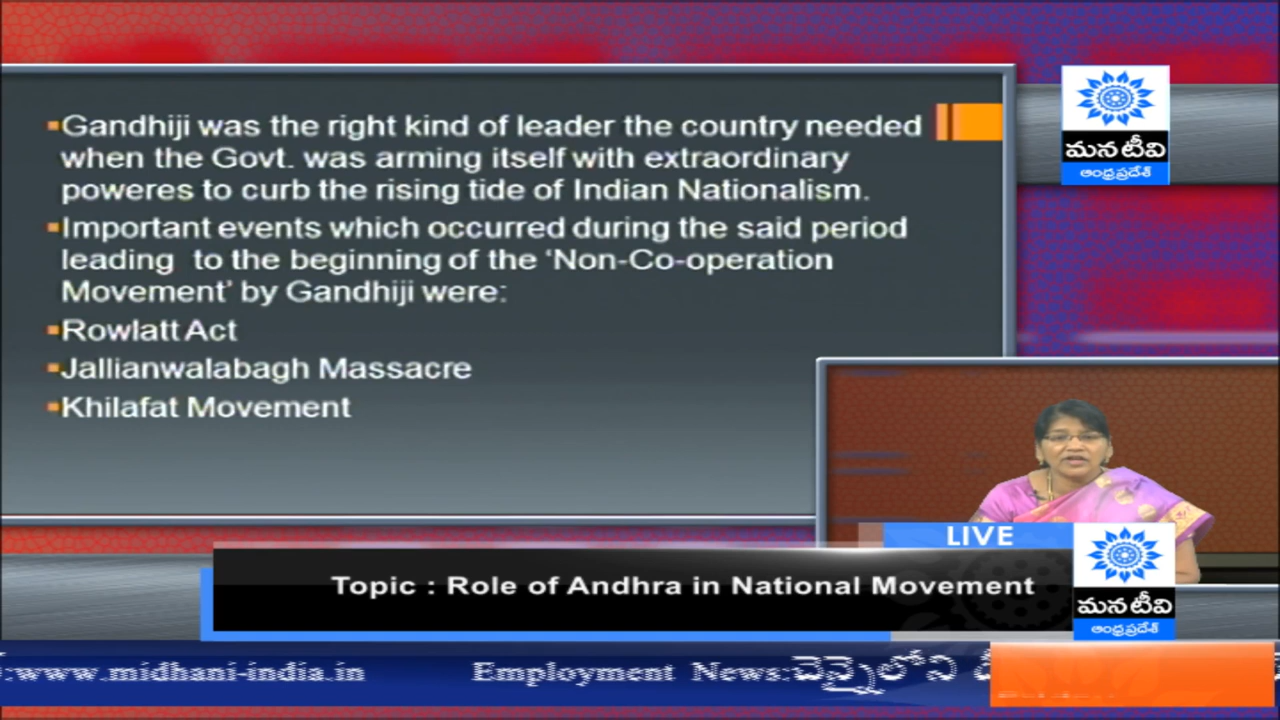 ▪Gandhiji was the right kind of leader the country needed
when the Govt. was arming itself with extraordinary
poweres to curb the rising tide of Indian Nationalism.
▪Important events which occurred during the said period
leading to the beginning of the ‘Non-Co-operation
Movement’ by Gandhiji were:
▪Rowlatt Act
▪Jallianwalabagh Massacre
▪Khilafat Movement
మన టీవి
ఆంధ్రప్రదేశ్
LIVE
Topic : Role of Andhra in National Movement
మన టీవి
ఆంధ్రప్రదేశ్
:www.nidhani-india.in Employment News:చెన్నైలోని